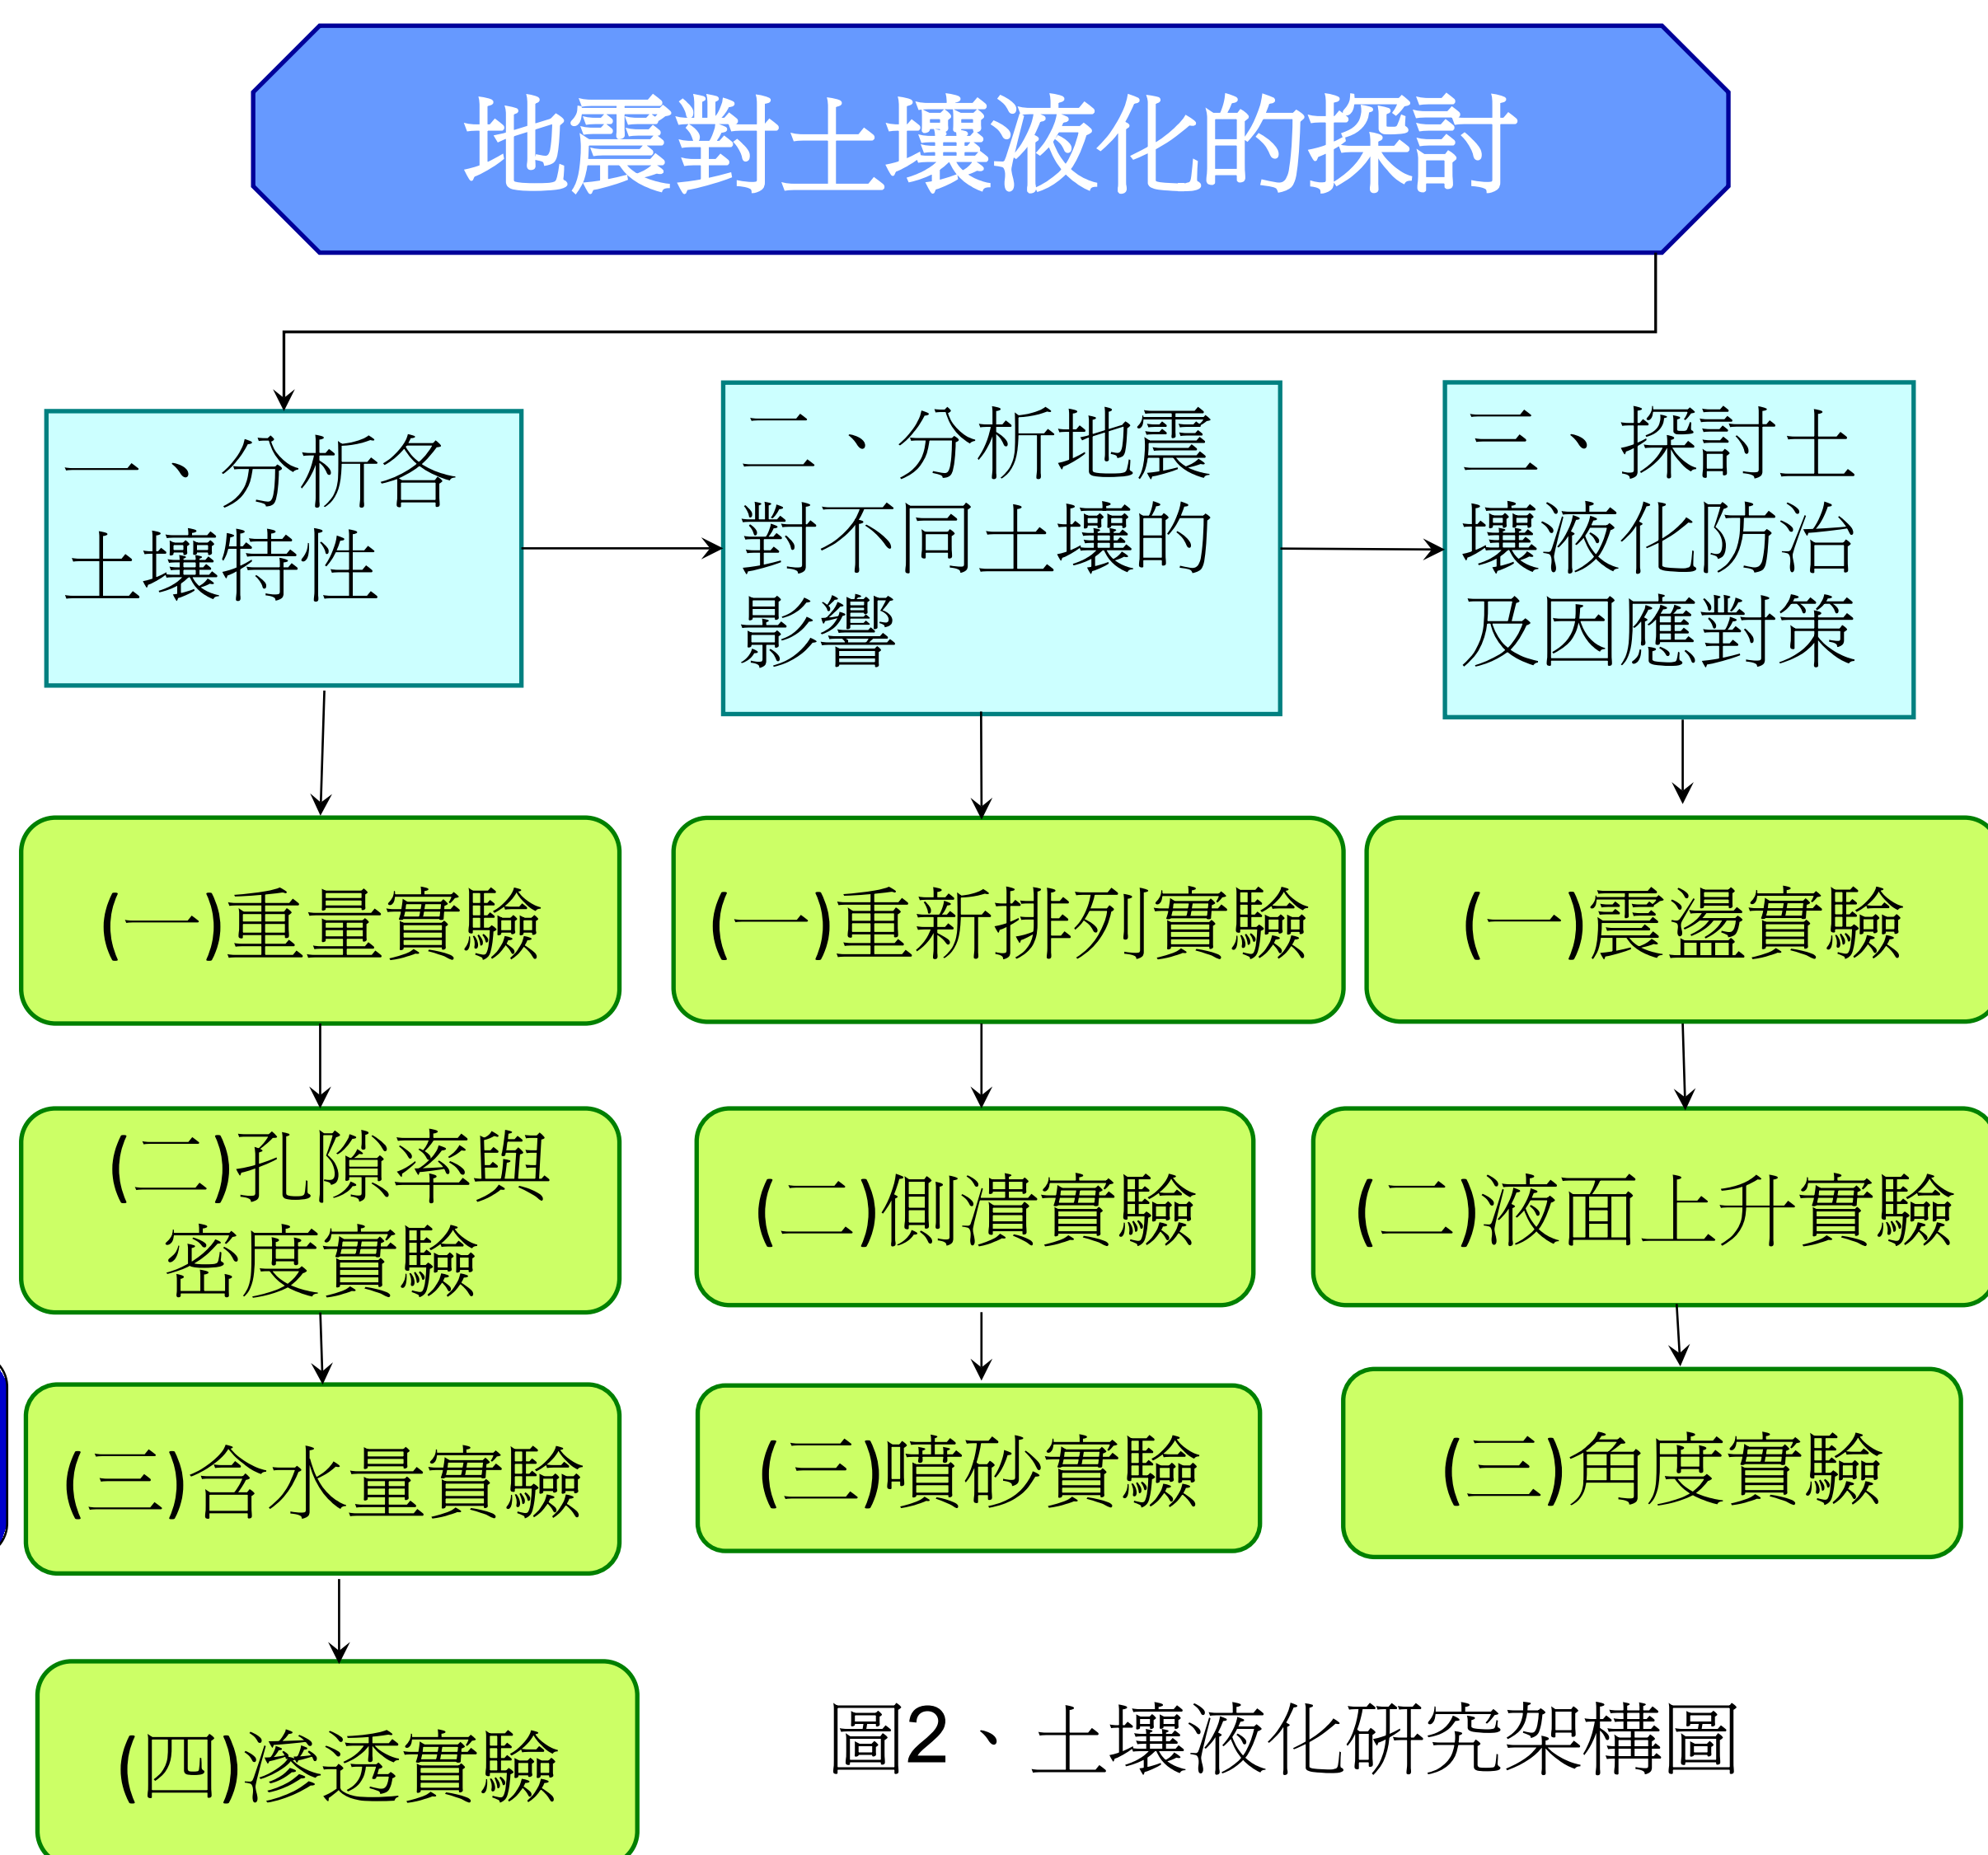 地震對土壤液化的探討
一、分析各
土壤特性
二、分析地震
對不同土壤的
影響
三、探討土
壤液化防治
及因應對策
(一)重量實驗
(二)孔隙率與
密度實驗
(三)含水量實驗
(四)滲透實驗
(一)重新排列實驗
(二)傾潰實驗
(三)噴沙實驗
(一)震盪實驗
(二)液面上升實驗
(三)角度實驗
圖2、土壤液化研究架構圖